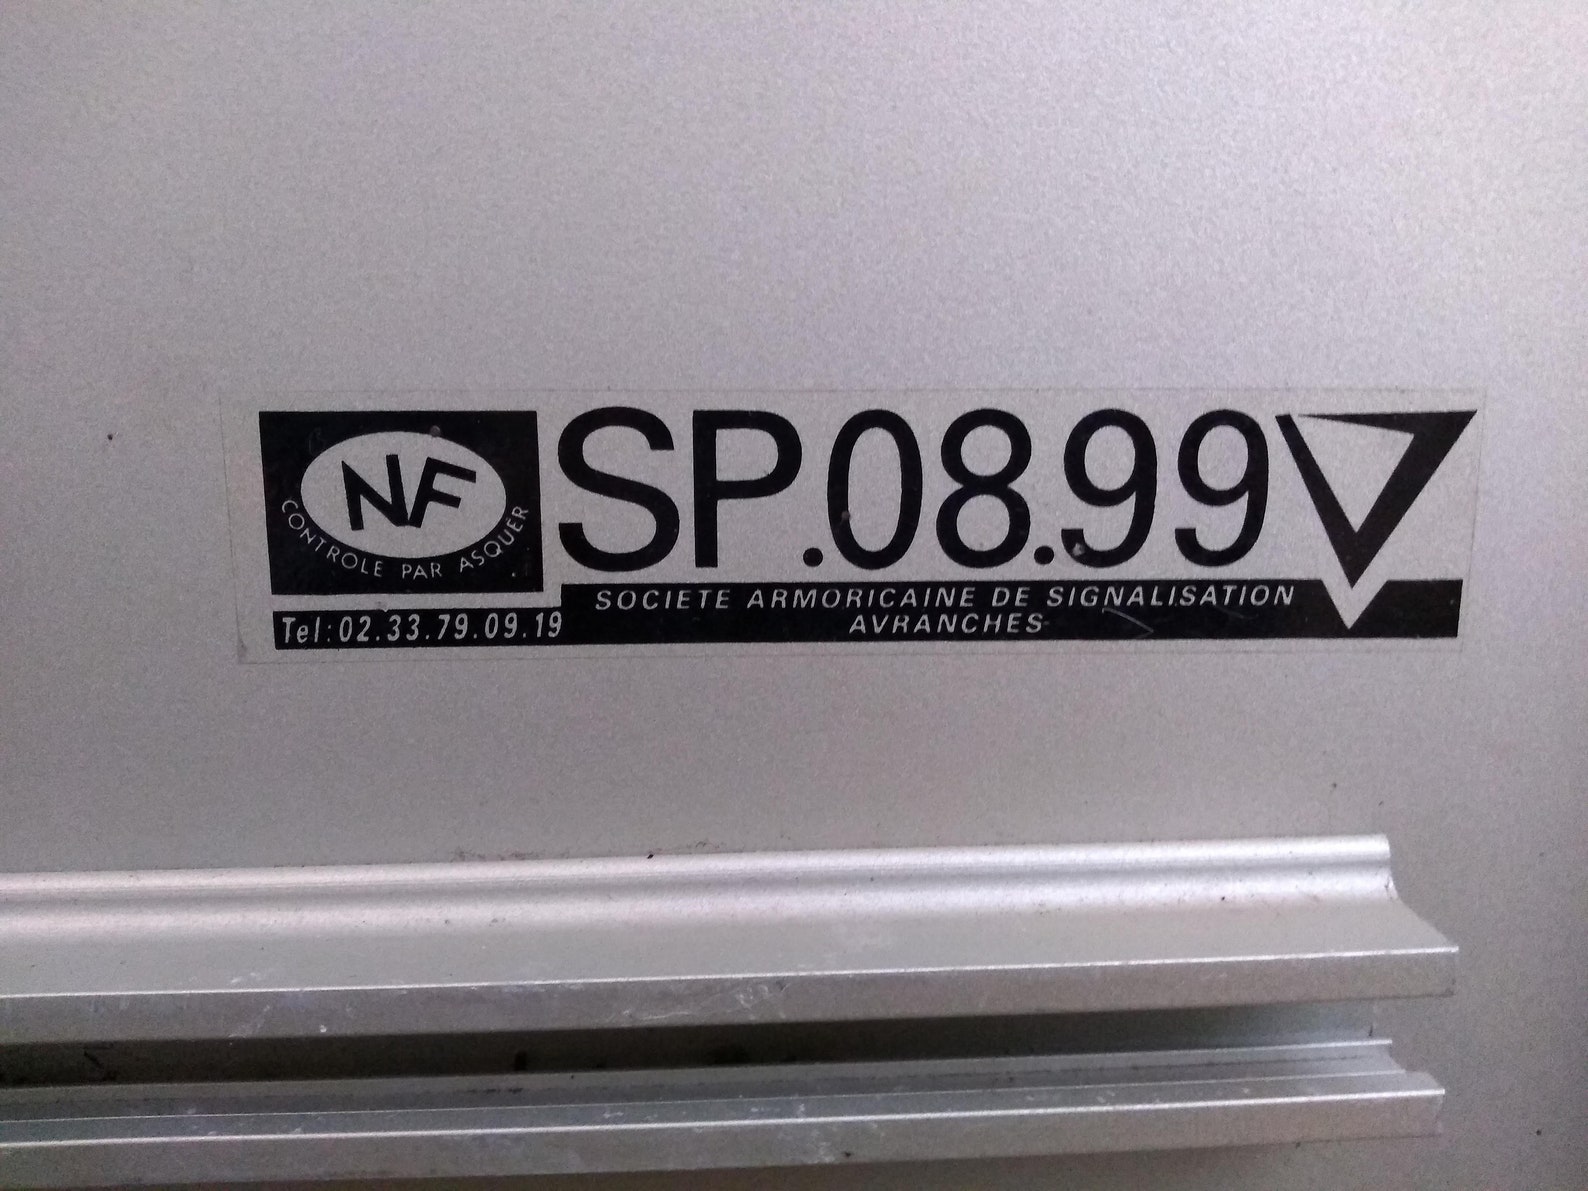 NF
CONTROLE PAR ASQUER
SP.08.99
SOCIETE ARMORICAINE DE SIGNALISATION
AVRANCHES
Tel:02.33.79.09.19